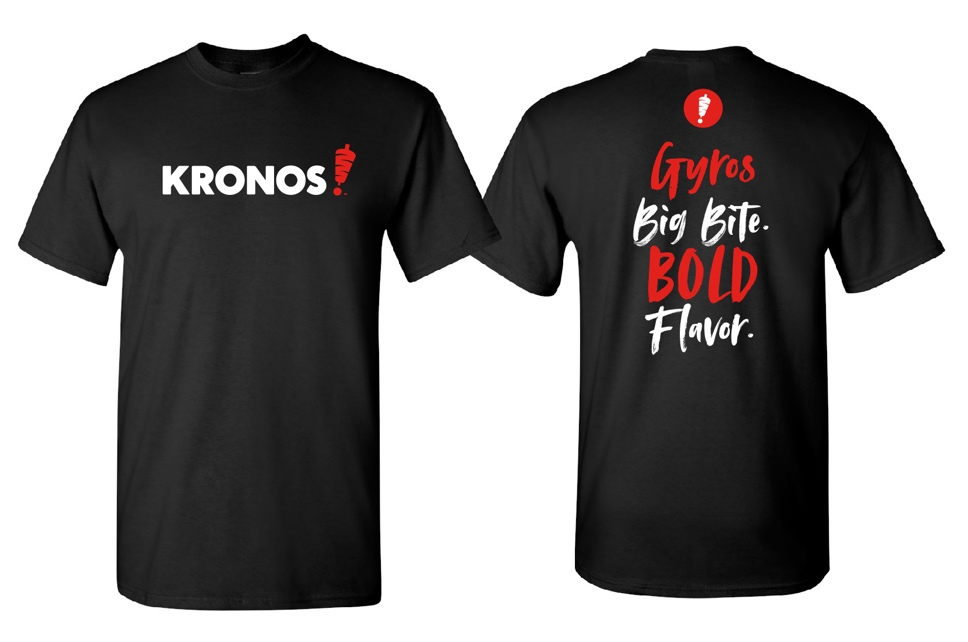 KRONOS!
Gyros
Big Bite.
BOLD
Flavor.